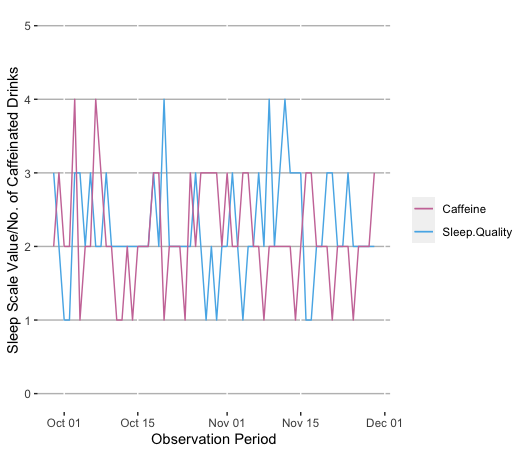 Sleep Scale Value/No. of Caffeinated Drinks
5
4
3
2
1
0
Oct 01
Oct 15
Nov 01
Nov 15
Dec 01
Observation Period
Caffeine
Sleep.Quality